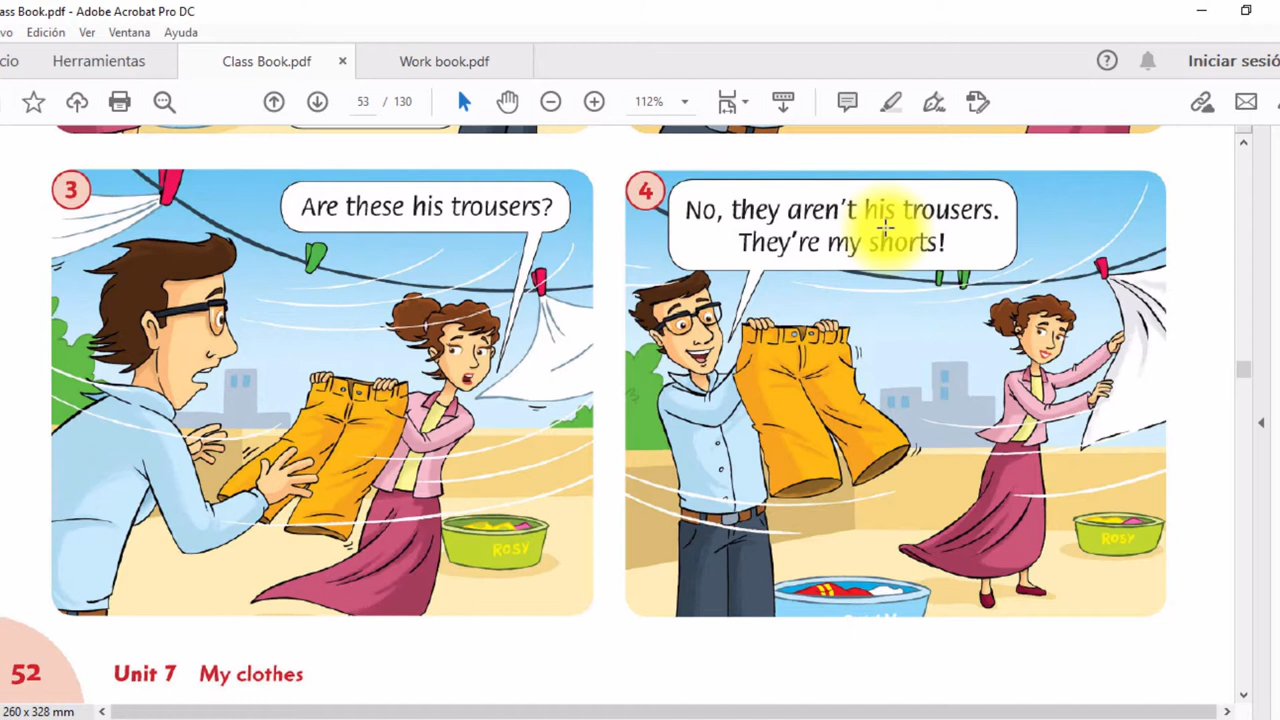 Class Book.pdf - Adobe Acrobat Pro DC
Edición Ver Ventana Ayuda
Herramientas Class Book.pdf × Work book.pdf Iniciar sesió
53 / 130 112%
3
Are these his trousers?
ROSY
4
No, they aren't his trousers.
They're my shorts!
ROSY
52 Unit 7 My clothes
260 x 328 mm